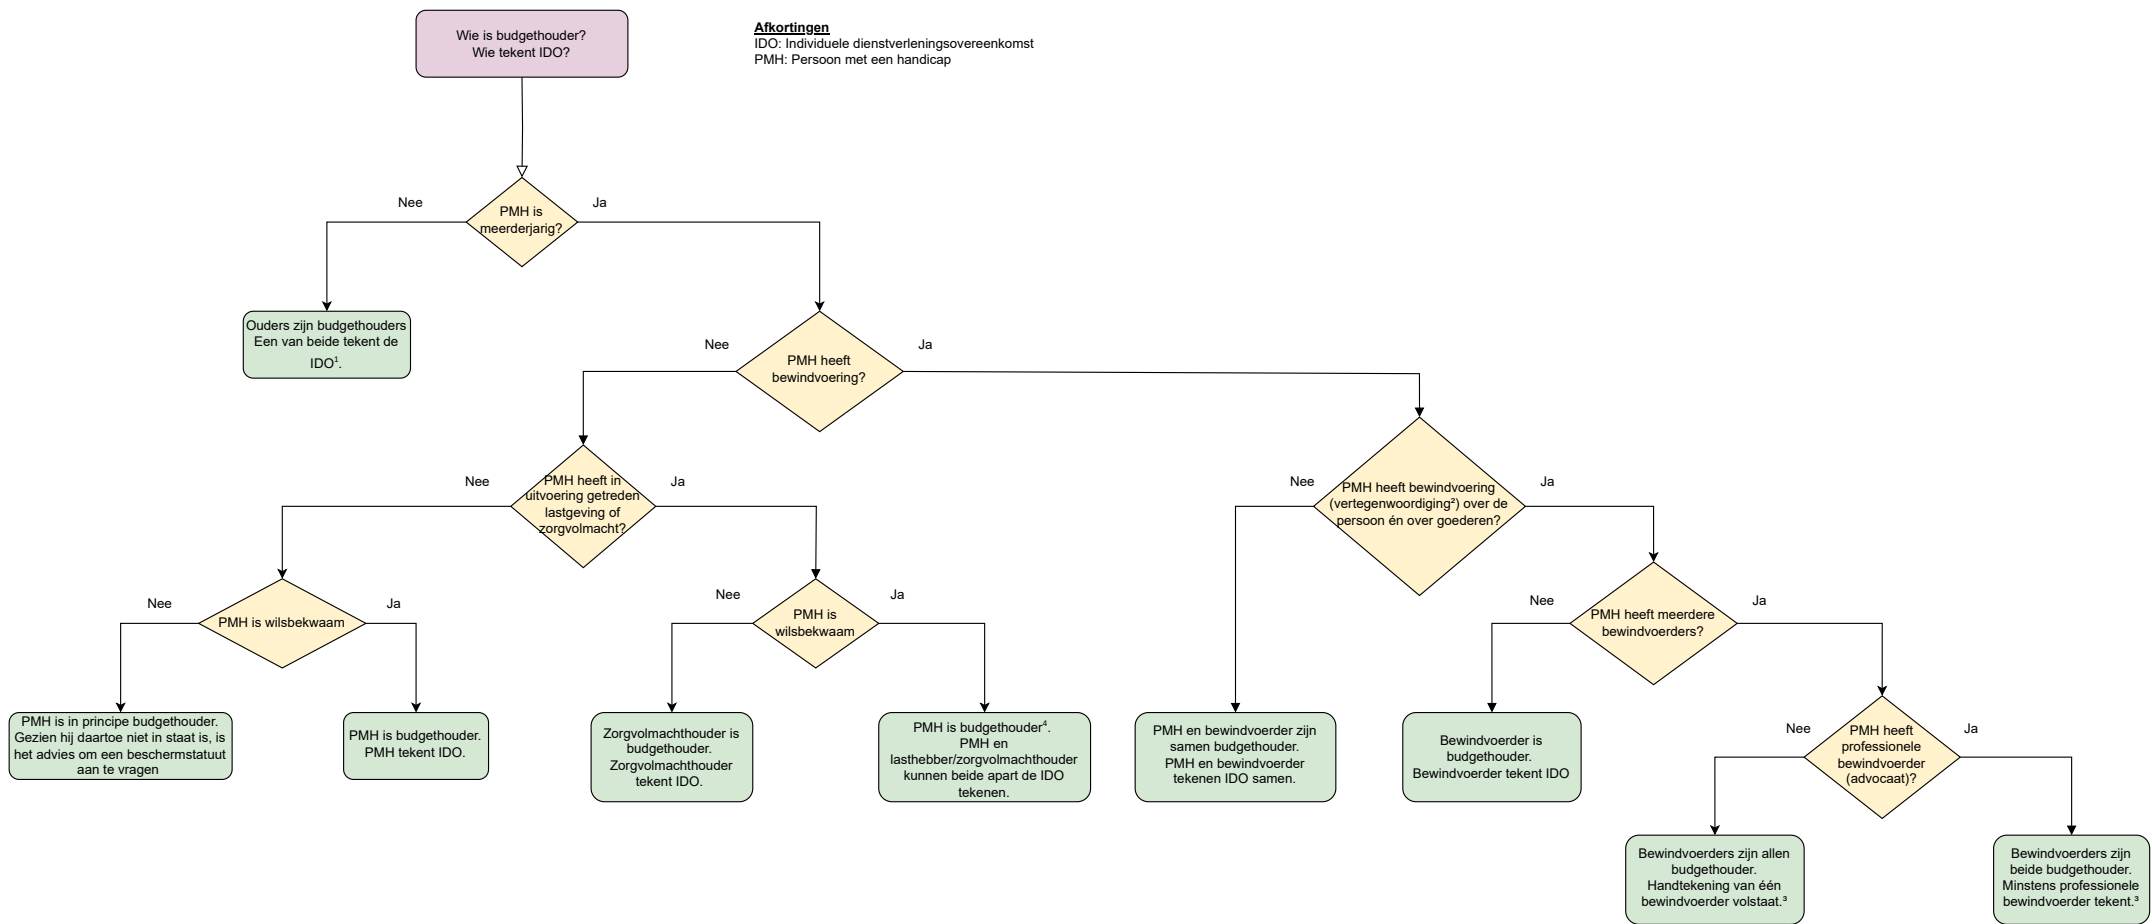 Wie is budgethouder?
Wie tekent IDO?
Afkortingen
IDO: Individuele dienstverleningsovereenkomst
PMH: Persoon met een handicap
Nee
PMH is
meerderjarig?
Ja
Ouders zijn budgethouders
Een van beide tekent de
IDO¹.
Nee
PMH heeft
bewindvoering?
Ja
Nee
PMH heeft in
uitvoering getreden
lastgeving of
zorgvolmacht?
Ja
Nee
PMH heeft bewindvoering
(vertegenwoordiging²) over de
persoon én over goederen?
Ja
Nee
PMH is wilsbekwaam
Ja
Nee
PMH is
wilsbekwaam
Ja
Nee
PMH heeft meerdere
bewindvoerders?
Ja
PMH is in principe budgethouder.
Gezien hij daartoe niet in staat is, is
het advies om een beschermstatuut
aan te vragen
PMH is budgethouder.
PMH tekent IDO.
Zorgvolmachthouder is
budgethouder.
Zorgvolmachthouder
tekent IDO.
PMH is budgethouder⁴.
PMH en
lasthebber/zorgvolmachthouder
kunnen beide apart de IDO
tekenen.
PMH en bewindvoerder zijn
samen budgethouder.
PMH en bewindvoerder
tekenen IDO samen.
Bewindvoerder is
budgethouder.
Bewindvoerder tekent IDO
Nee
PMH heeft
professionele
bewindvoerder
(advocaat)?
Ja
Bewindvoerders zijn allen
budgethouder.
Handtekening van één
bewindvoerder volstaat.³
Bewindvoerders zijn
beide budgethouder.
Minstens professionele
bewindvoerder tekent.³